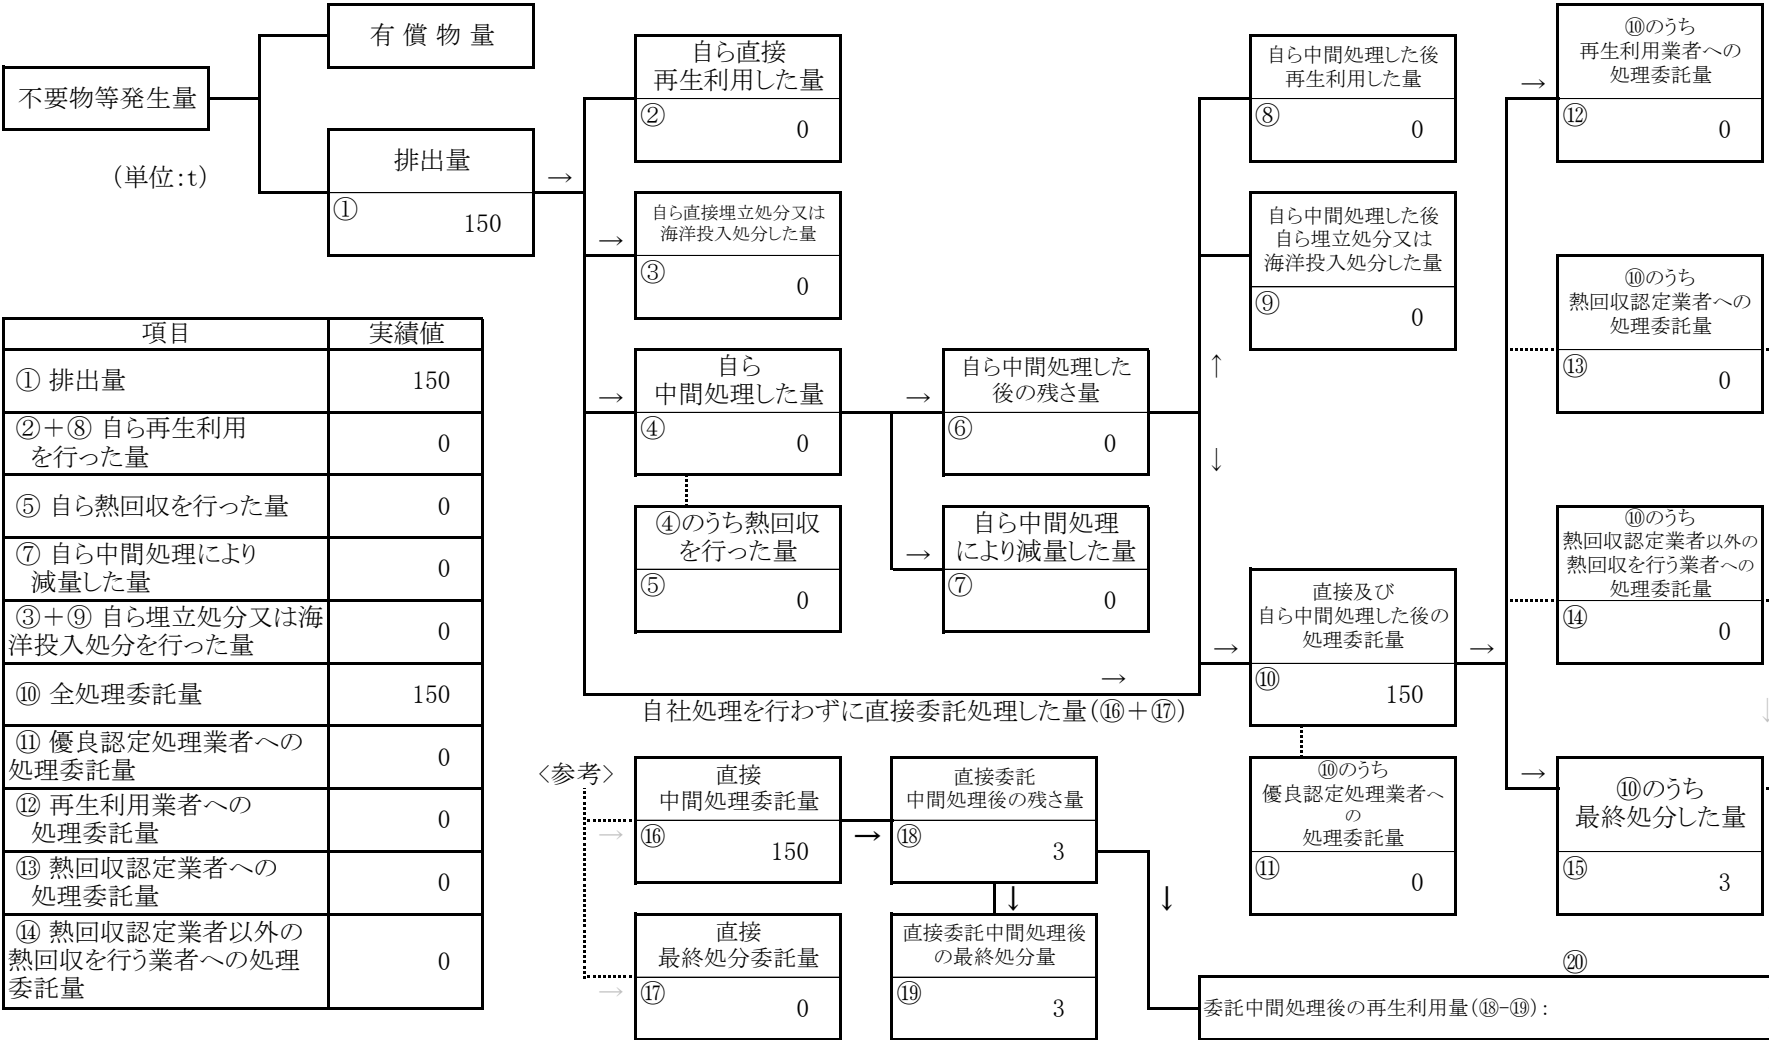 不要物等発生量
有 償 物 量
(単位:t)
排出量
①
150
自ら直接
再生利用した量
②
0
自ら直接埋立処分又は
海洋投入処分した量
③
0
自ら
中間処理した量
④
0
④のうち熱回収
を行った量
⑤
0
自ら中間処理した
後の残さ量
⑥
0
自ら中間処理
により減量した量
⑦
0
自ら中間処理した後
再生利用した量
⑧
0
自ら中間処理した後
自ら埋立処分又は
海洋投入処分した量
⑨
0
直接及び
自ら中間処理した後の
処理委託量
⑩
150
⑩のうち
優良認定処理業者へ
の
処理委託量
⑪
0
⑩のうち
再生利用業者への
処理委託量
⑫
0
⑩のうち
熱回収認定業者への
処理委託量
⑬
0
⑩のうち
熱回収認定業者以外の
熱回収を行う業者への
処理委託量
⑭
0
⑩のうち
最終処分した量
⑮
3
自社処理を行わずに直接委託処理した量(⑯+⑰)
<参考>
直接
中間処理委託量
⑯
150
直接
最終処分委託量
⑰
0
直接委託
中間処理後の残さ量
⑱
3
直接委託中間処理後
の最終処分量
⑲
3
⑳
委託中間処理後の再生利用量(⑱-⑲):
項目 実績値
① 排出量 150
②+⑧ 自ら再生利用
を行った量 0
⑤ 自ら熱回収を行った量 0
⑦ 自ら中間処理により
減量した量 0
③+⑨ 自ら埋立処分又は海
洋投入処分を行った量 0
⑩ 全処理委託量 150
⑪ 優良認定処理業者への
処理委託量 0
⑫ 再生利用業者への
処理委託量 0
⑬ 熱回収認定業者への
処理委託量 0
⑭ 熱回収認定業者以外の
熱回収を行う業者への処理
委託量 0